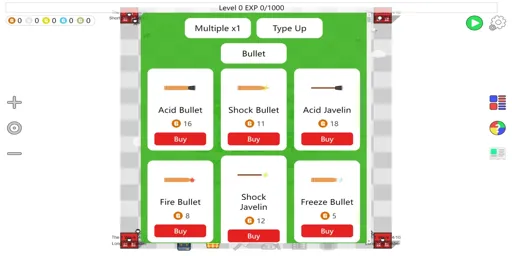 Level 0 EXP 0/1000
0 0 0 0 0
Multiple x1 Type Up
Bullet
Acid Bullet Shock Bullet Acid Javelin
16 11 18
Buy Buy Buy
Fire Bullet Shock Javelin Freeze Bullet
8 12 5
Buy Buy Buy